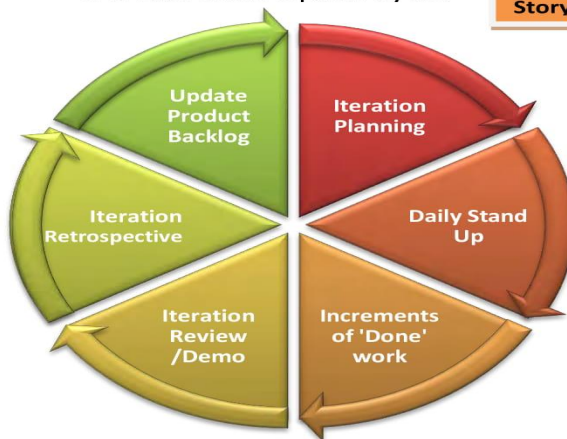 Story
Update
Product
Backlog
Iteration
Planning
Iteration
Retrospective
Daily Stand
Up
Iteration
Review
/Demo
Increments
of 'Done'
work